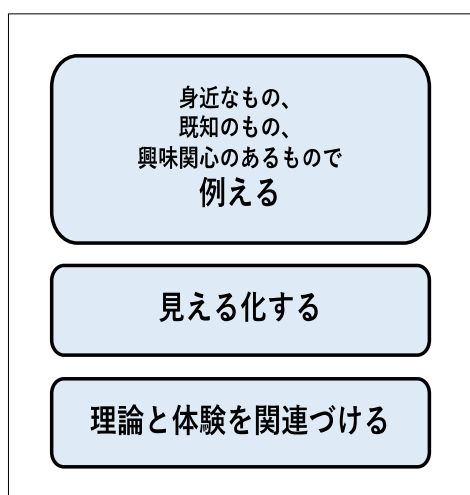 身近なもの、
既知のもの、
興味関心のあるもので
例える
見える化する
理論と体験を関連づける